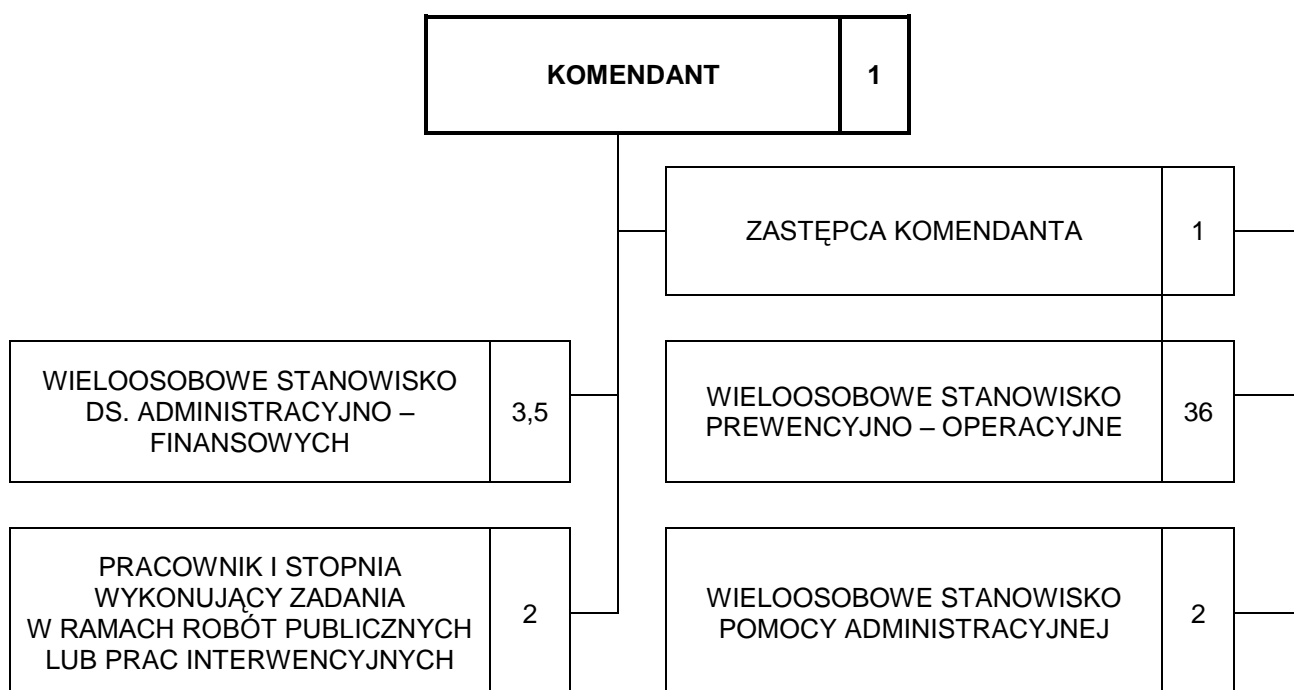 KOMENDANT 1
ZASTĘPCA KOMENDANTA 1
WIELOOSOBOWE STANOWISKO
DS. ADMINISTRACYJNO –
FINANSOWYCH
3,5
WIELOOSOBOWE STANOWISKO
PREWENCYJNO – OPERACYJNE
36
PRACOWNIK I STOPNIA
WYKONUJĄCY ZADANIA
W RAMACH ROBÓT PUBLICZNYCH
LUB PRAC INTERWENCYJNYCH
2
WIELOOSOBOWE STANOWISKO
POMOCY ADMINISTRACYJNEJ
2